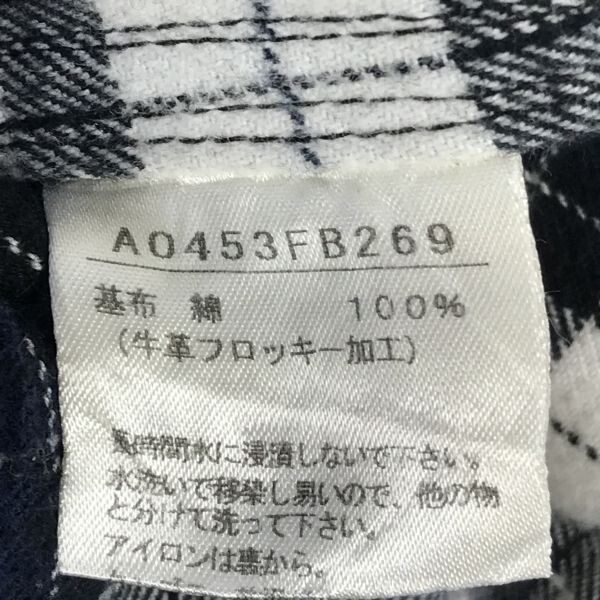 A0453FB269
基布 綿 100%
(牛革フロッキー加工)
長時間水に浸漬しないで下さい。
水洗いで移染し易いので、他の物
と分けて洗って下さい。
アイロンは裏から。